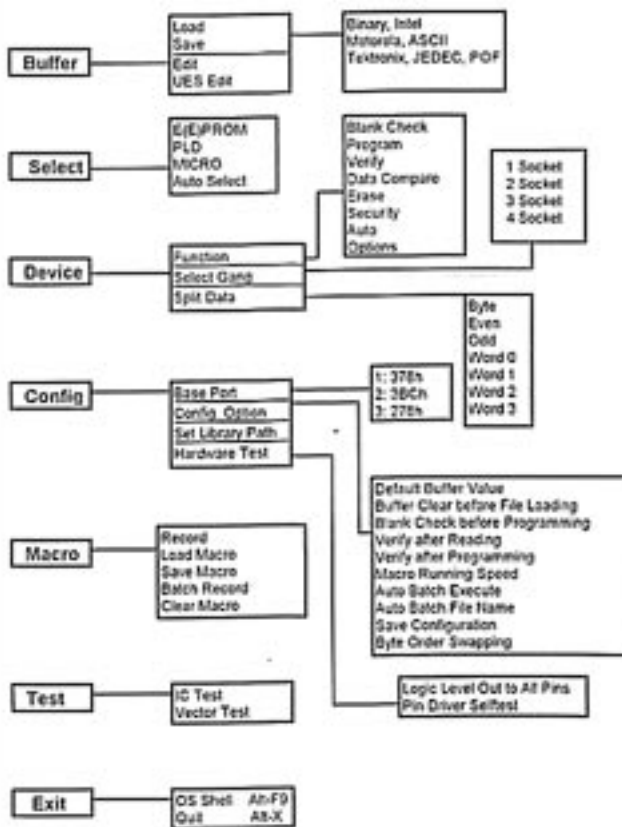 Buffer
Load
Save
Edit
UES Edit
Binary, Intel
Motorola, ASCII
Tektronix, JEDEC, POF
Select
E(E)PROM
PLD
MICRO
Auto Select
Device
Function
Select Gang
Split Data
Blank Check
Program
Verify
Data Compare
Erase
Security
Auto
Options
1 Socket
2 Socket
3 Socket
4 Socket
Byte
Even
Odd
Word 0
Word 1
Word 2
Word 3
Config
Base Port
Config. Option
Set Library Path
Hardware Test
1: 378h
2: 3BCh
3: 278h
Default Buffer Value
Buffer Clear before File Loading
Blank Check before Programming
Verify after Reading
Verify after Programming
Macro Running Speed
Auto Batch Execute
Auto Batch File Name
Save Configuration
Byte Order Swapping
Logic Level Out to All Pins
Pin Driver Selftest
Macro
Record
Load Macro
Save Macro
Batch Record
Clear Macro
Test
IC Test
Vector Test
Exit
OS Shell Alt-F9
Quit Alt-X